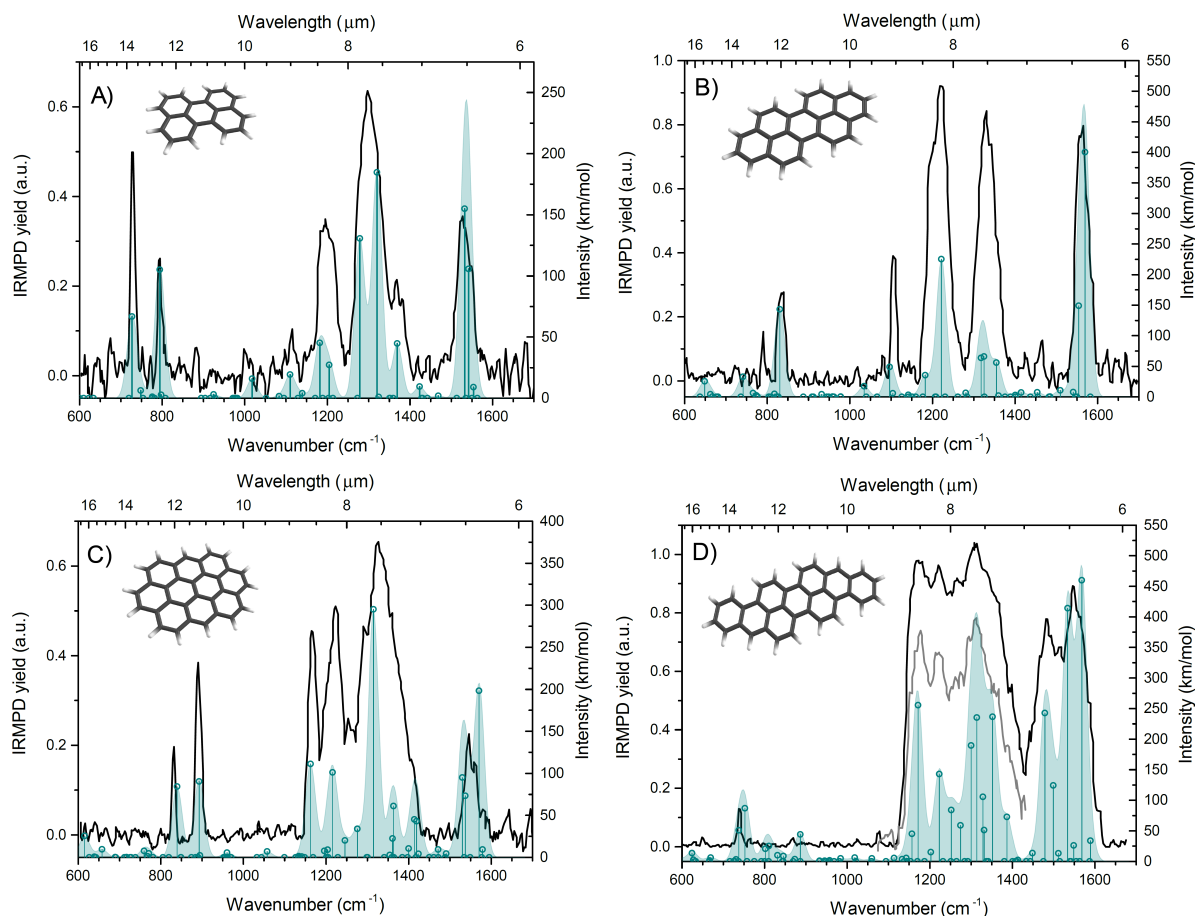 Wavelength (μm)
16 14 12 10 8 6
A)
IRMPD yield (a.u.)
0.6
0.4
0.2
0.0
250
200
150
100
50
0
Intensity (km/mol)
600 800 1000 1200 1400 1600
Wavenumber (cm⁻¹)
Wavelength (μm)
16 14 12 10 8 6
B)
IRMPD yield (a.u.)
1.0
0.8
0.6
0.4
0.2
0.0
550
500
450
400
350
300
250
200
150
100
50
0
Intensity (km/mol)
600 800 1000 1200 1400 1600
Wavenumber (cm⁻¹)
Wavelength (μm)
16 14 12 10 8 6
C)
IRMPD yield (a.u.)
0.6
0.4
0.2
0.0
400
350
300
250
200
150
100
50
0
Intensity (km/mol)
600 800 1000 1200 1400 1600
Wavenumber (cm⁻¹)
Wavelength (μm)
16 14 12 10 8 6
D)
IRMPD yield (a.u.)
1.0
0.8
0.6
0.4
0.2
0.0
550
500
450
400
350
300
250
200
150
100
50
0
Intensity (km/mol)
600 800 1000 1200 1400 1600
Wavenumber (cm⁻¹)